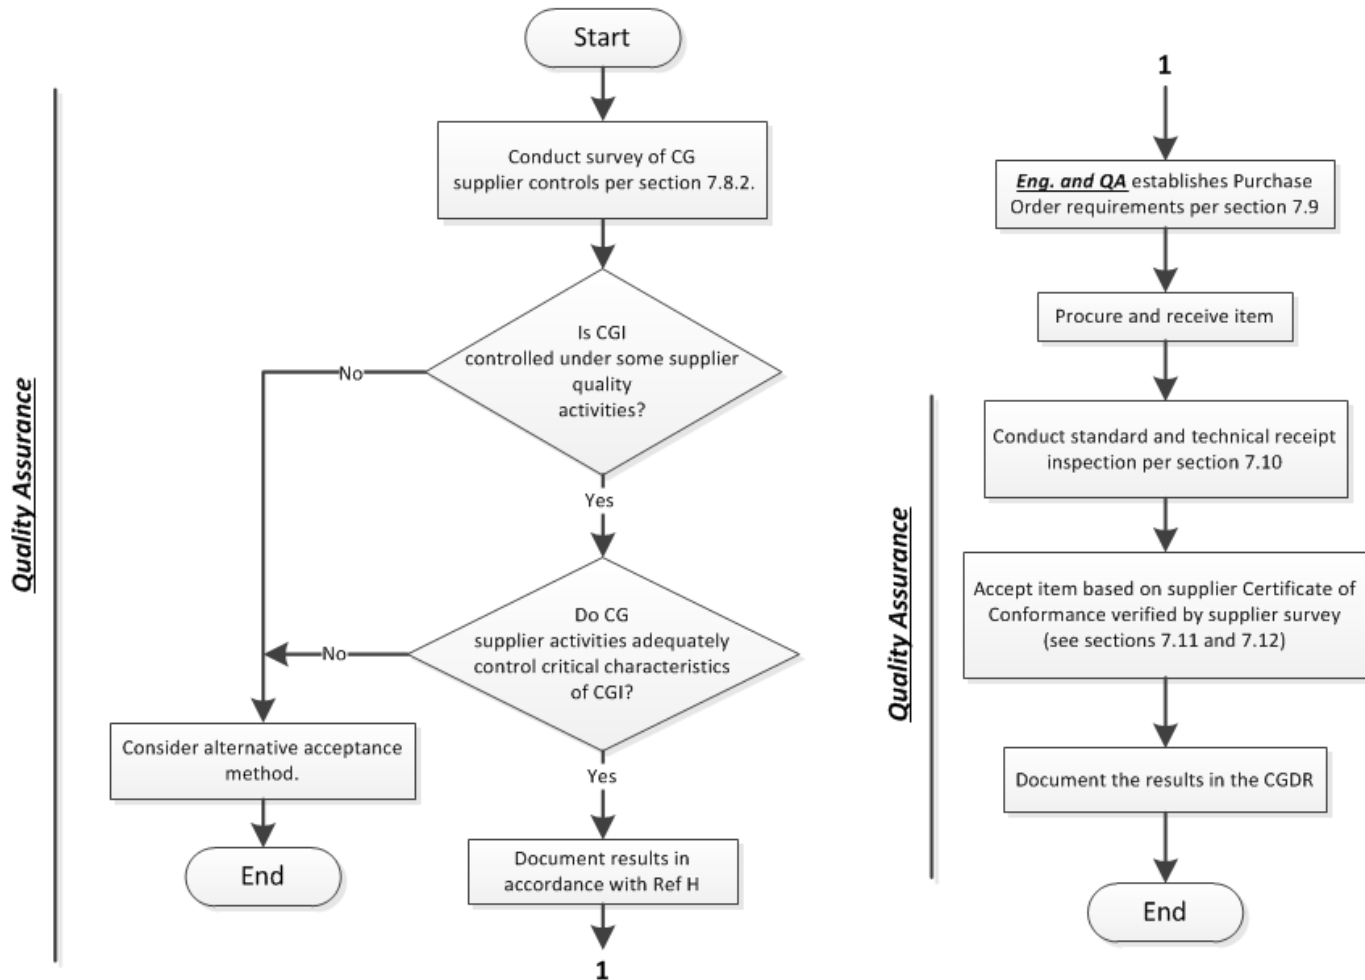 Start
Conduct survey of CG
supplier controls per section 7.8.2.
Is CGI
controlled under some supplier
quality
activities?
No
Yes
Do CG
supplier activities adequately
control critical characteristics
of CGI?
No
Yes
Consider alternative acceptance
method.
End
Document results in
accordance with Ref H
1
Quality Assurance
1
Eng. and QA establishes Purchase
Order requirements per section 7.9
Procure and receive item
Conduct standard and technical receipt
inspection per section 7.10
Accept item based on supplier Certificate of
Conformance verified by supplier survey
(see sections 7.11 and 7.12)
Document the results in the CGDR
End
Quality Assurance